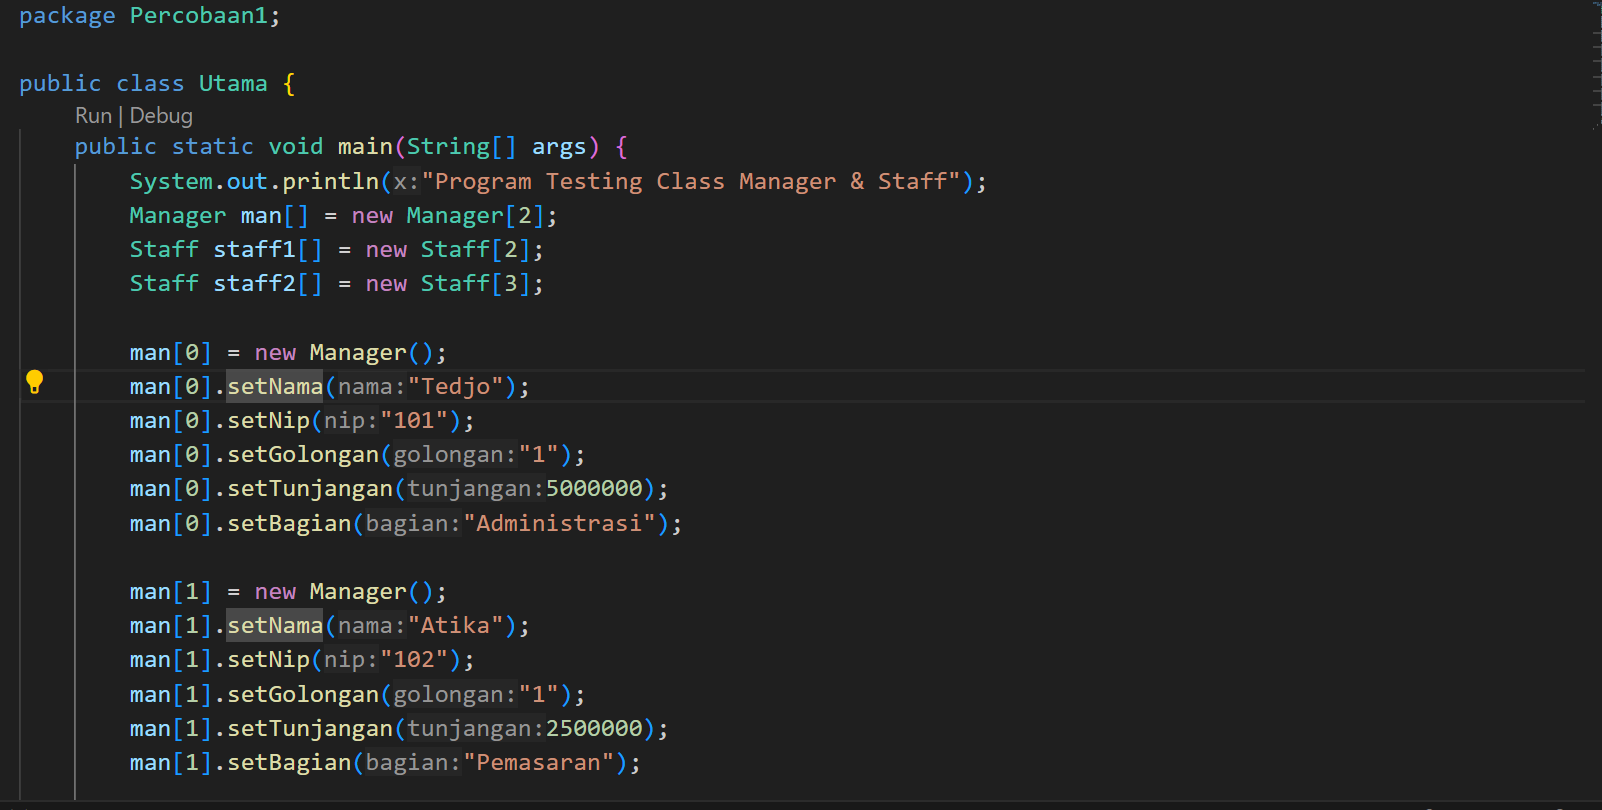 package Percobaan1;
public class Utama {
Run | Debug
public static void main(String[] args) {
System.out.println(x:"Program Testing Class Manager & Staff");
Manager man[] = new Manager[2];
Staff staff1[] = new Staff[2];
Staff staff2[] = new Staff[3];
man[0] = new Manager();
man[0].setNama(nama:"Tedjo");
man[0].setNip(nip:"101");
man[0].setGolongan(golongan:"1");
man[0].setTunjangan(tunjangan:5000000);
man[0].setBagian(bagian:"Administrasi");
man[1] = new Manager();
man[1].setNama(nama:"Atika");
man[1].setNip(nip:"102");
man[1].setGolongan(golongan:"1");
man[1].setTunjangan(tunjangan:2500000);
man[1].setBagian(bagian:"Pemasaran");